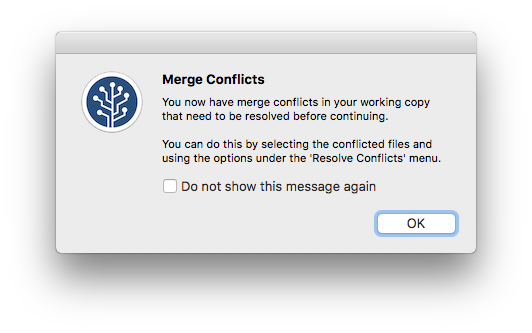 Merge Conflicts
You now have merge conflicts in your working copy
that need to be resolved before continuing.
You can do this by selecting the conflicted files and
using the options under the 'Resolve Conflicts' menu.
Do not show this message again
OK